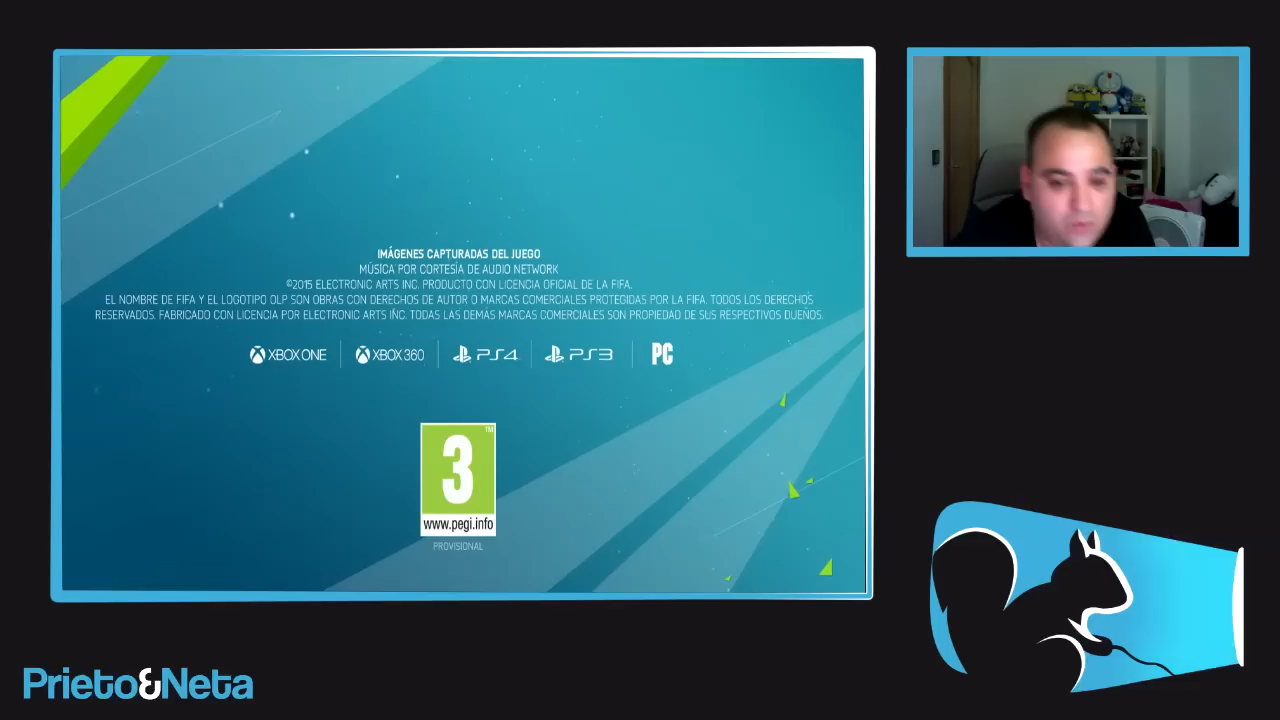 IMÁGENES CAPTURADAS DEL JUEGO
MÚSICA POR CORTESÍA DE AUDIO NETWORK
©2015 ELECTRONIC ARTS INC. PRODUCTO CON LICENCIA OFICIAL DE LA FIFA.
EL NOMBRE DE FIFA Y EL LOGOTIPO OLP SON OBRAS CON DERECHOS DE AUTOR O MARCAS COMERCIALES PROTEGIDAS POR LA FIFA. TODOS LOS DERECHOS
RESERVADOS. FABRICADO CON LICENCIA POR ELECTRONIC ARTS INC. TODAS LAS DEMÁS MARCAS COMERCIALES SON PROPIEDAD DE SUS RESPECTIVOS DUEÑOS.
XBOX ONE XBOX 360 PS4 PS3 PC
3 ™
www.pegi.info
PROVISIONAL
Prieto&Neta